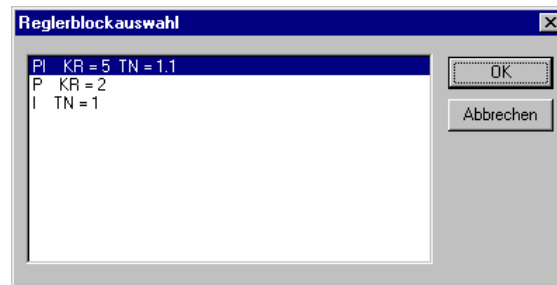 Reglerblockauswahl
PI KR = 5 TN = 1.1
P KR = 2
I TN = 1
OK
Abbrechen